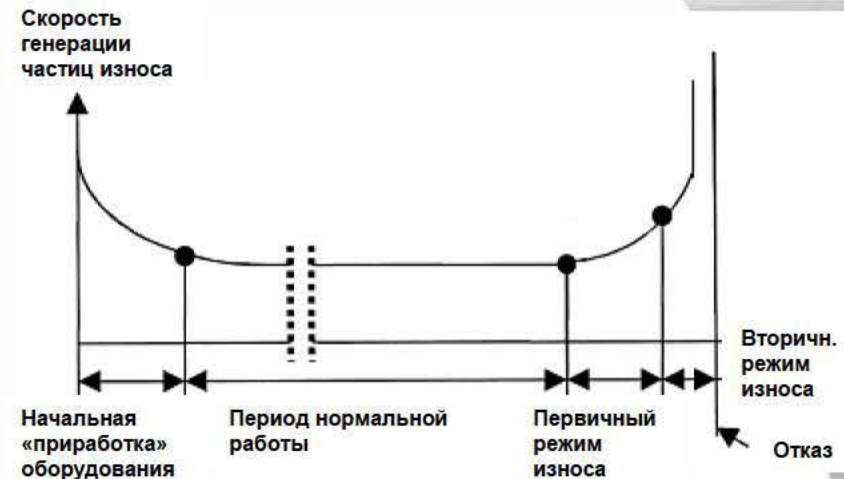 Скорость
генерации
частиц износа
Вторичн.
режим
износа
Начальная
«приработка»
оборудования
Период нормальной
работы
Первичный
режим
износа
Отказ